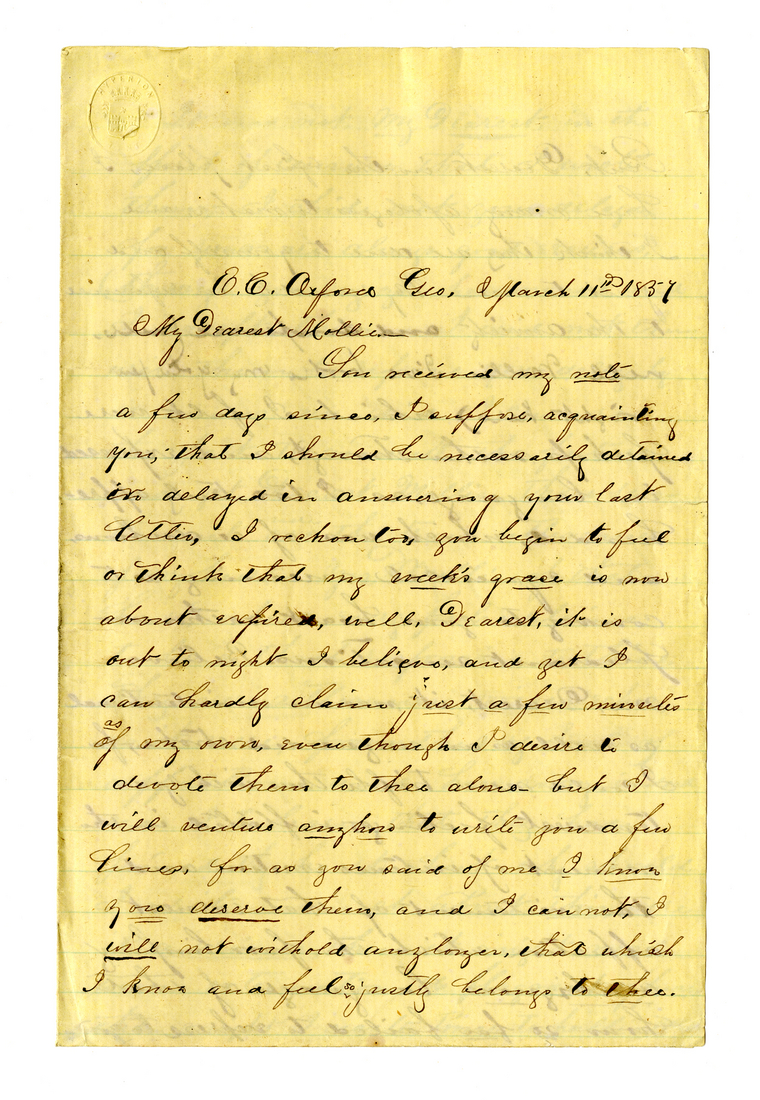 E. C. Oxford Geo, March 11th 1857
My Dearest Mollie
You received my note
a few days since, I suppose, acquainting
you, that I should be necessarily detained
or delayed in answering your last
letter, I reckon too, you begin to feel
or think that my week's grace is now
about expired, well, Dearest, it is
out to night I believe, and yet I
can hardly claim just a few minutes
as
of my own, even though I desire to
devote them to thee alone - but I
will venture anyhow to write you a few
lines, for as you said of me I know
you deserve them, and I can not, I
will not withold anylonger, that which
I know and feel so justly belongs to thee.